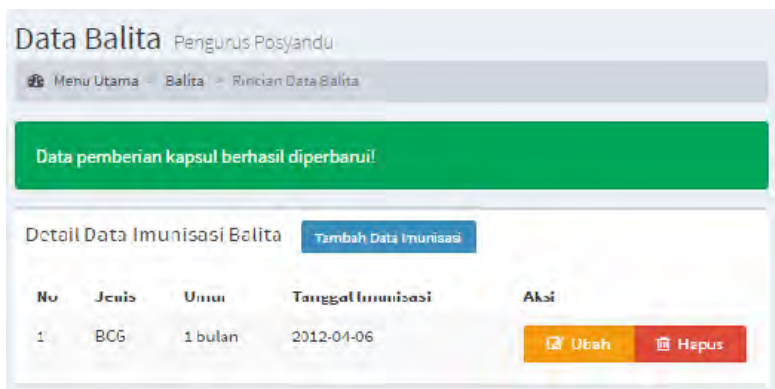 Data Balita Pengurus Posyandu
Menu Utama - Balita - Rincian Data Balita
Data pemberian kapsul berhasil diperbarui!
Detail Data Imunisasi Balita Tambah Data Imunisasi
No Jenis Umur Tanggal Imunisasi Aksi
1 BCG 1 bulan 2012-04-06 Ubah Hapus